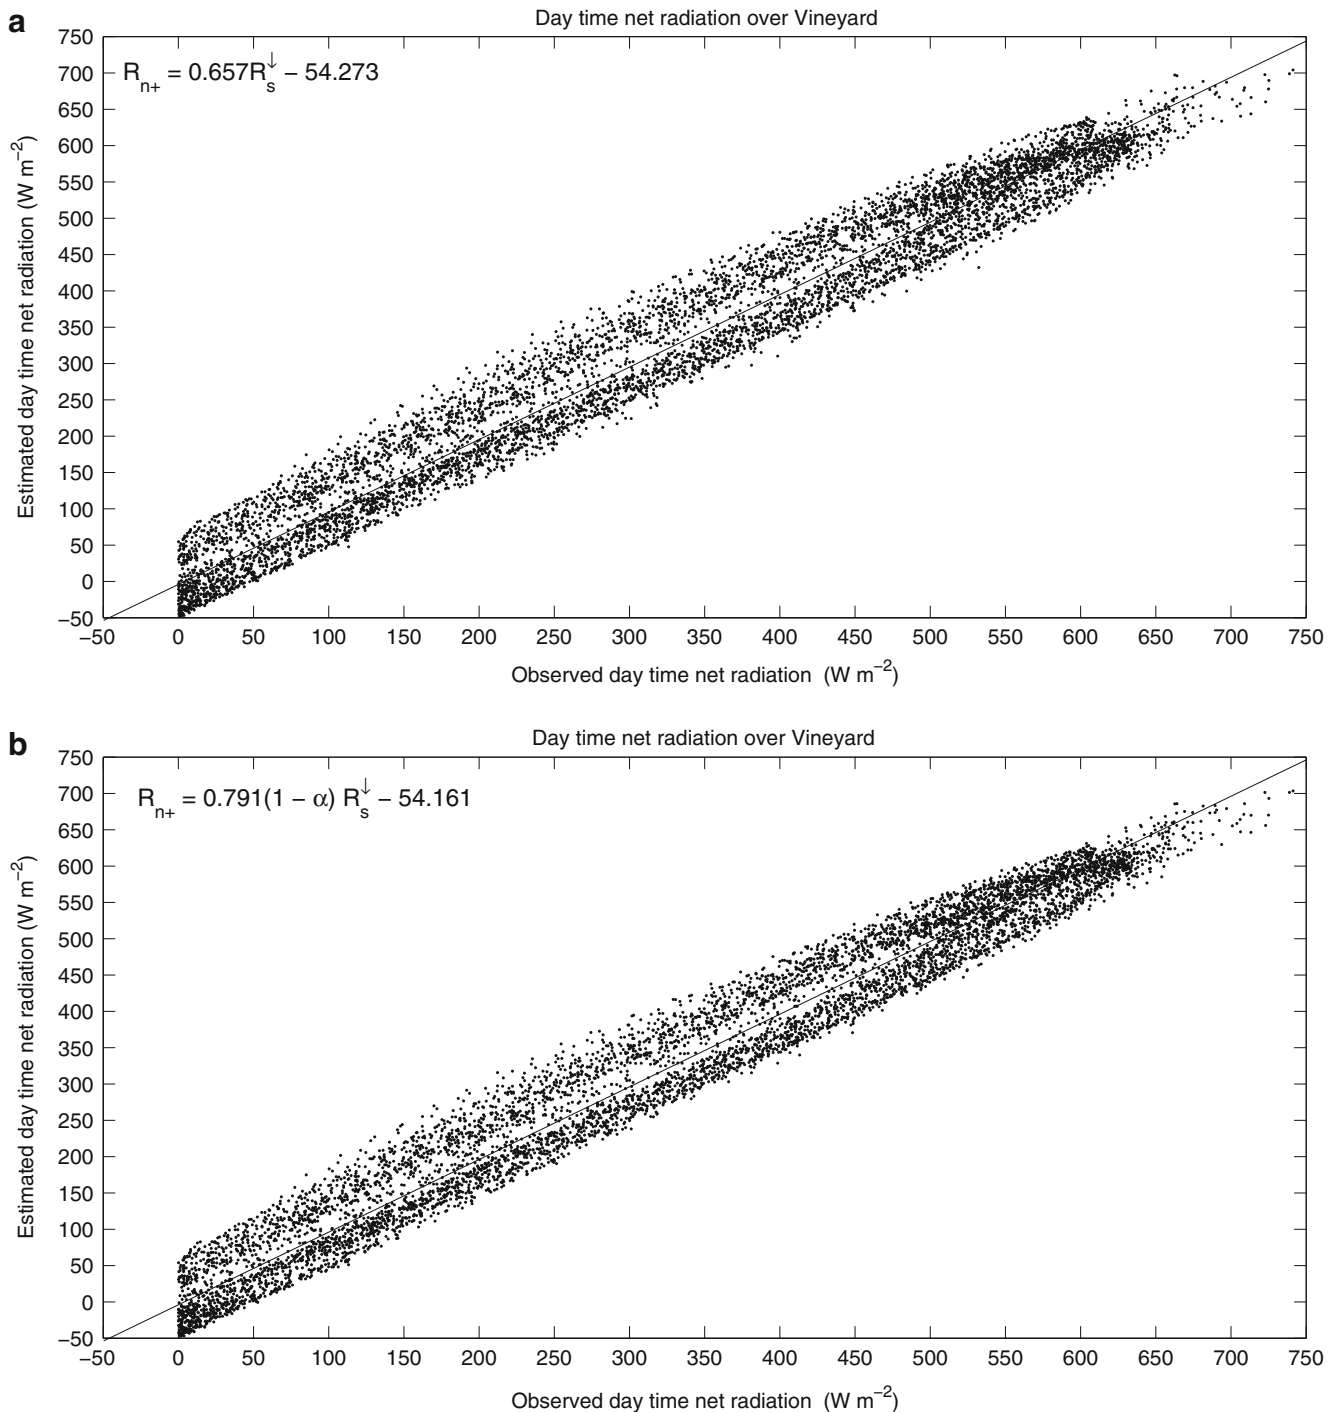 a
Day time net radiation over Vineyard
R_n+ = 0.657R_s^↓ − 54.273
Estimated day time net radiation (W m⁻²)
750
700
650
600
550
500
450
400
350
300
250
200
150
100
50
0
−50
−50 0 50 100 150 200 250 300 350 400 450 500 550 600 650 700 750
Observed day time net radiation (W m⁻²)
b
Day time net radiation over Vineyard
R_n+ = 0.791(1 − α) R_s^↓ − 54.161
Estimated day time net radiation (W m⁻²)
750
700
650
600
550
500
450
400
350
300
250
200
150
100
50
0
−50
−50 0 50 100 150 200 250 300 350 400 450 500 550 600 650 700 750
Observed day time net radiation (W m⁻²)